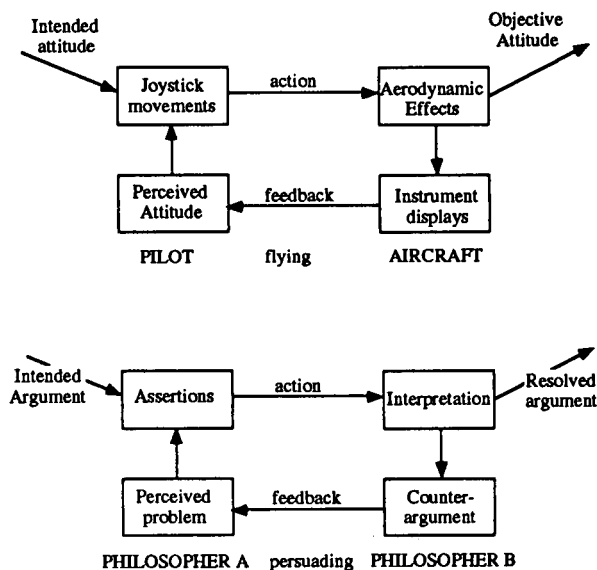 Intended
attitude
Objective
Attitude
Joystick
movements
action
Aerodynamic
Effects
Perceived
Attitude
feedback
Instrument
displays
PILOT flying AIRCRAFT
Intended
Argument
Assertions
action
Interpretation
Resolved
argument
Perceived
problem
feedback
Counter-
argument
PHILOSOPHER A persuading PHILOSOPHER B